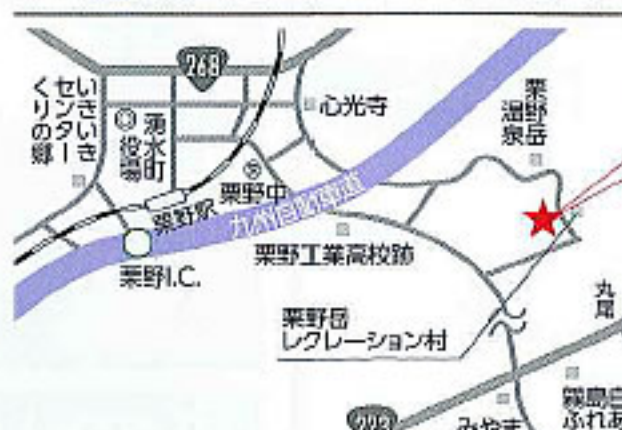 268
心光寺
栗野岳
温泉
いきいき
センター
くりの郷
湧水町
役場
栗野中
栗野駅
九州自動車道
栗野I.C.
栗野工業高校跡
栗野岳
レクレーション村
丸尾
霧島自
ふれあ
みやま